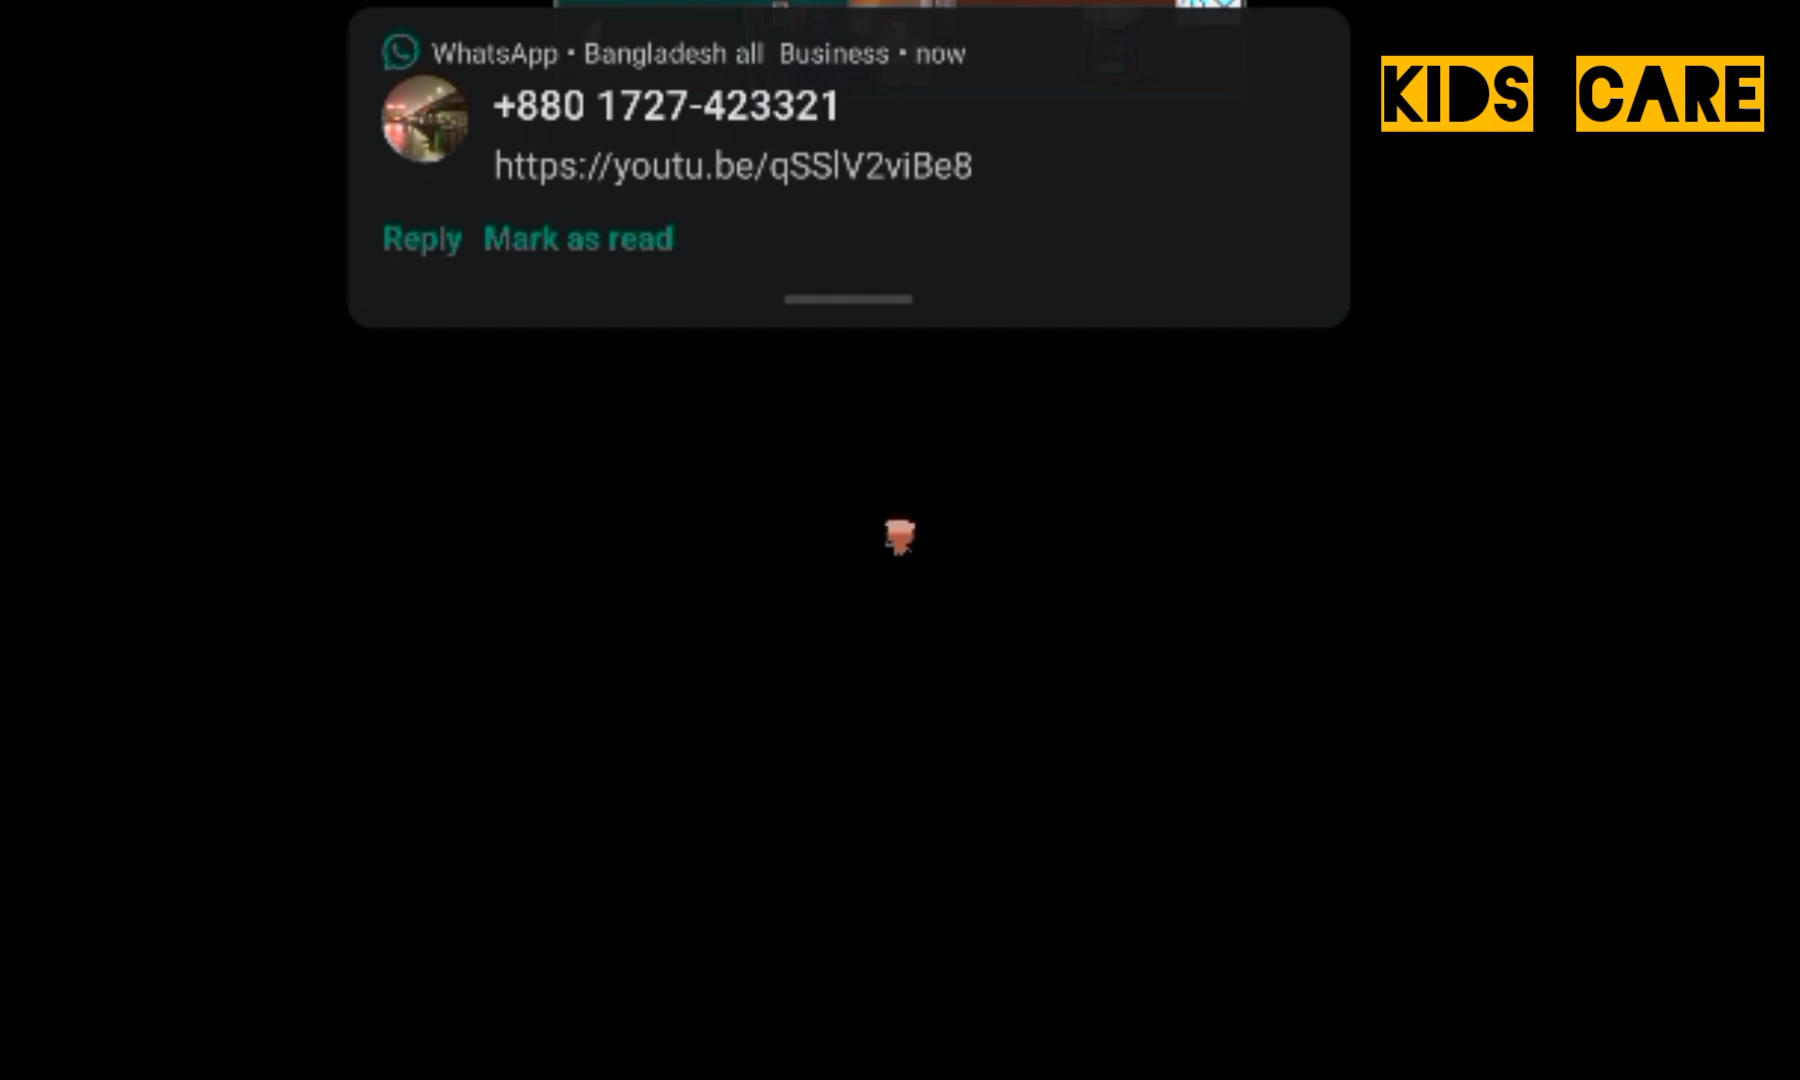 WhatsApp • Bangladesh all Business • now
+880 1727-423321
https://youtu.be/qSSlV2viBe8
Reply Mark as read
KIDS CARE